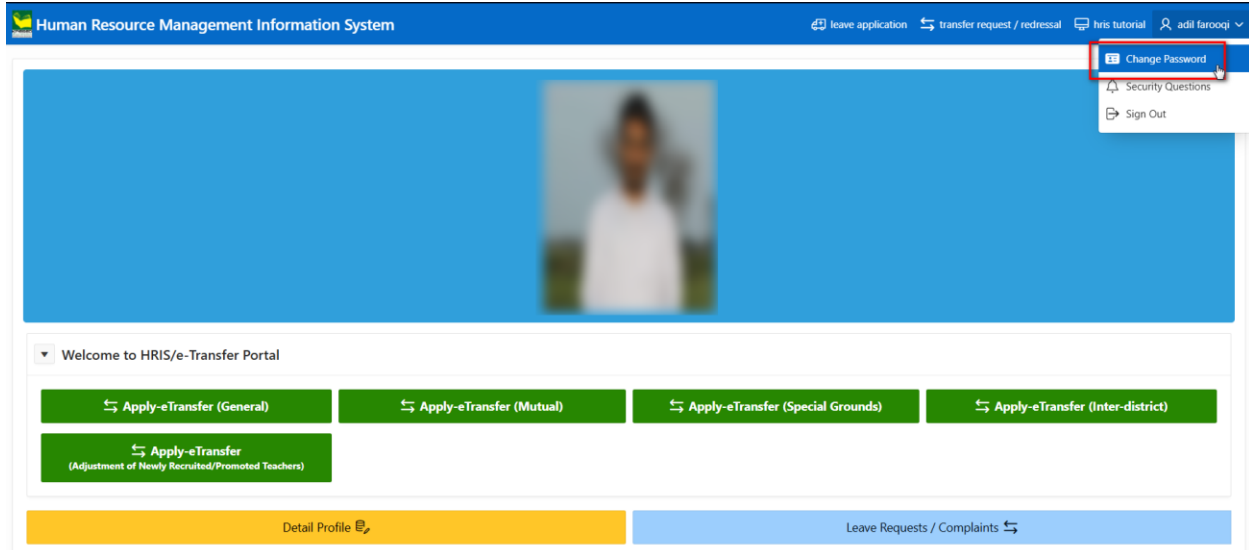 Human Resource Management Information System
leave application
transfer request / redressal
hris tutorial
adil farooqi
Change Password
Security Questions
Sign Out
Welcome to HRIS/e-Transfer Portal
Apply-eTransfer (General)
Apply-eTransfer (Mutual)
Apply-eTransfer (Special Grounds)
Apply-eTransfer (Inter-district)
Apply-eTransfer
(Adjustment of Newly Recruited/Promoted Teachers)
Detail Profile
Leave Requests / Complaints